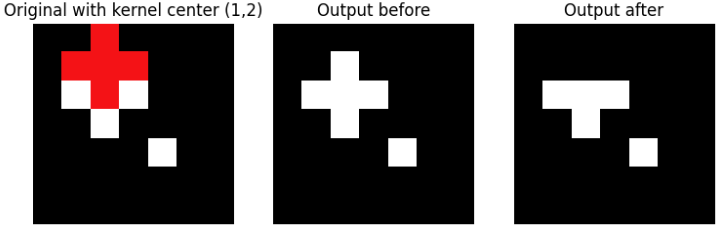 Original with kernel center (1,2)
Output before
Output after